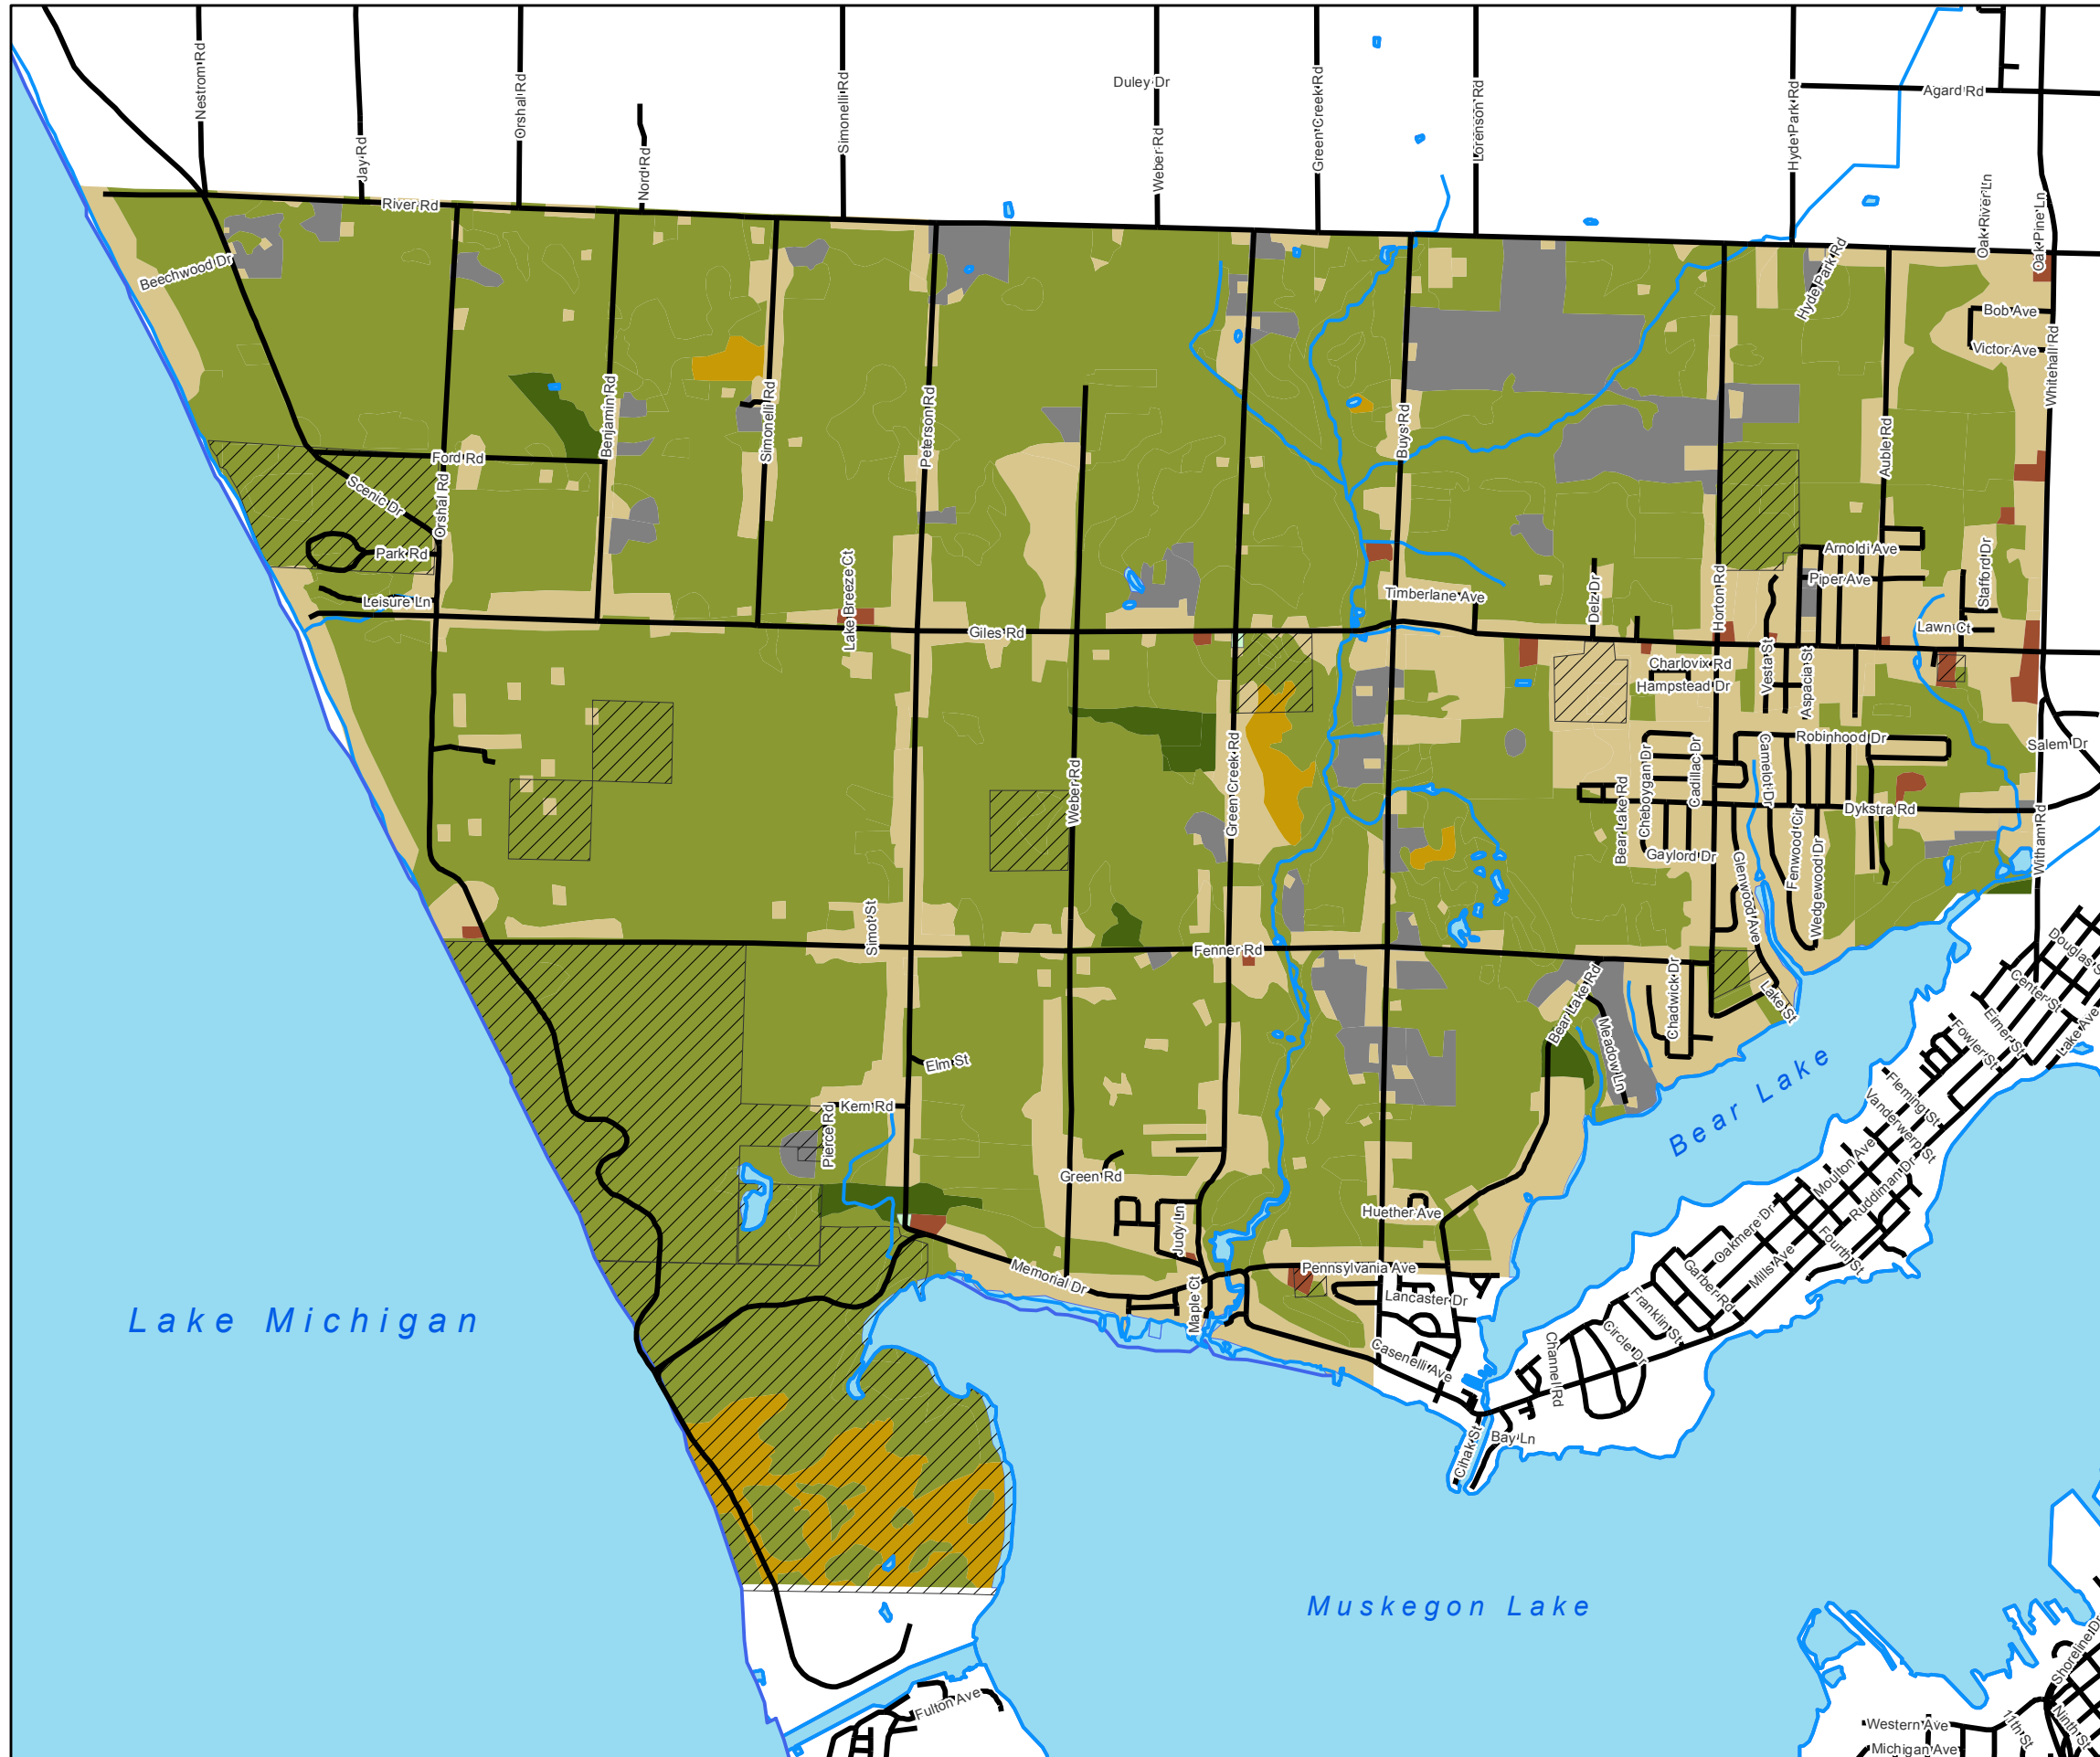 Nestrom Rd
Jay Rd
Orshal Rd
Nord Rd
Simonelli Rd
Duley Dr
Weber Rd
Green Creek Rd
Lorenson Rd
Hyde Park Rd
Agard Rd
Oak River Ln
Oak Pine Ln
River Rd
Beechwood Dr
Hyde Park Rd
Bob Ave
Victor Ave
Whitehall Rd
Benjamin Rd
Simonelli Rd
Peterson Rd
Buys Rd
Aubie Rd
Ford Rd
Scenic Dr
Orshal Rd
Park Rd
Leisure Ln
Lake Breeze Ct
Giles Rd
Timberlane Ave
Delz Dr
Horton Rd
Arnoldi Ave
Piper Ave
Stafford Dr
Lawn Ct
Charlovix Rd
Hampstead Dr
Vesta St
Aspacia St
Robinhood Dr
Salem Dr
Weber Rd
Green Creek Rd
Bear Lake Rd
Cheboygan Dr
Cadillac Dr
Camelot Dr
Dykstra Rd
Gaylord Dr
Glenwood Ave
Fenwood Cir
Wedgewood Dr
Witham Rd
Simot St
Fenner Rd
Bear Lake Rd
Chadwick Dr
Lake St
Meadow Ln
Douglas S
Center St
Eimer St
Lake Ave
Fowler St
Elm St
Kern Rd
Pierce Rd
Bear Lake
Fleming St
Vanderwerp St
Moulton Ave
Ruddiman Dr
Green Rd
Judy Ln
Huether Ave
Oakmere Dr
Fourth St
Mills Ave
Garber Rd
Franklin St
Circle Dr
Channel Rd
Memorial Dr
Maple Ct
Pennsylvania Ave
Lancaster Dr
Casenelli Ave
Lake Michigan
Cihak St
Bay Ln
Muskegon Lake
Shoreline Dr
Fulton Ave
Western Ave
Michigan Ave
11th St
Ninth St